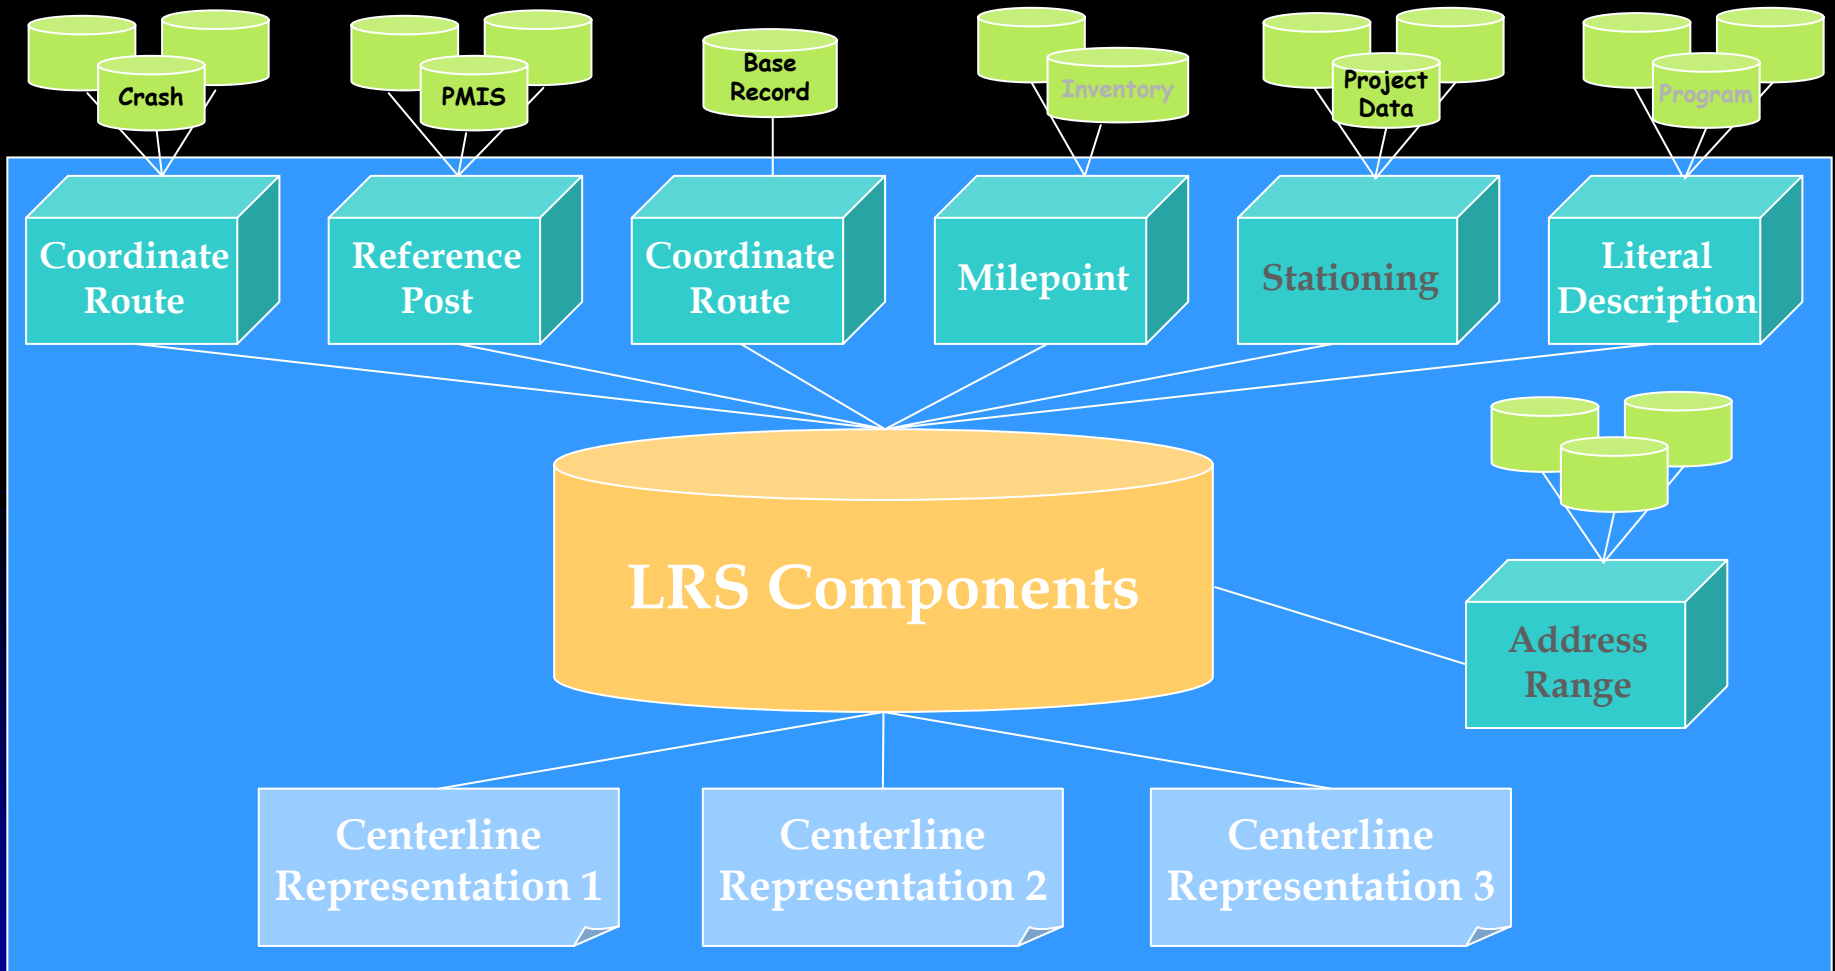 Crash
PMIS
Base
Record
Inventory
Project
Data
Program
Coordinate
Route
Reference
Post
Coordinate
Route
Milepoint
Stationing
Literal
Description
LRS Components
Address
Range
Centerline
Representation 1
Centerline
Representation 2
Centerline
Representation 3